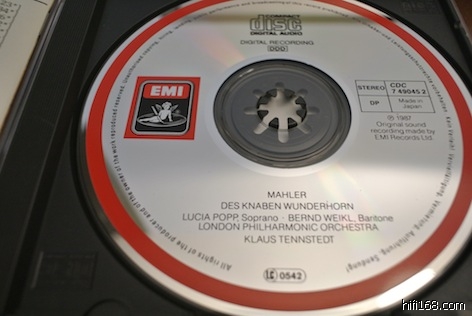 COMPACT
disc
DIGITAL AUDIO
DIGITAL RECORDING
DDD
EMI
STEREO
CDC
7 49045 2
DP
Made in
Japan
℗ 1987
Original sound
recording made by
EMI Records Ltd.
MAHLER
DES KNABEN WUNDERHORN
LUCIA POPP, Soprano · BERND WEIKL, Baritone
LONDON PHILHARMONIC ORCHESTRA
KLAUS TENNSTEDT
LC 0542
All rights of the producer and of the owner of the work reproduced reserved.
hifi168.com